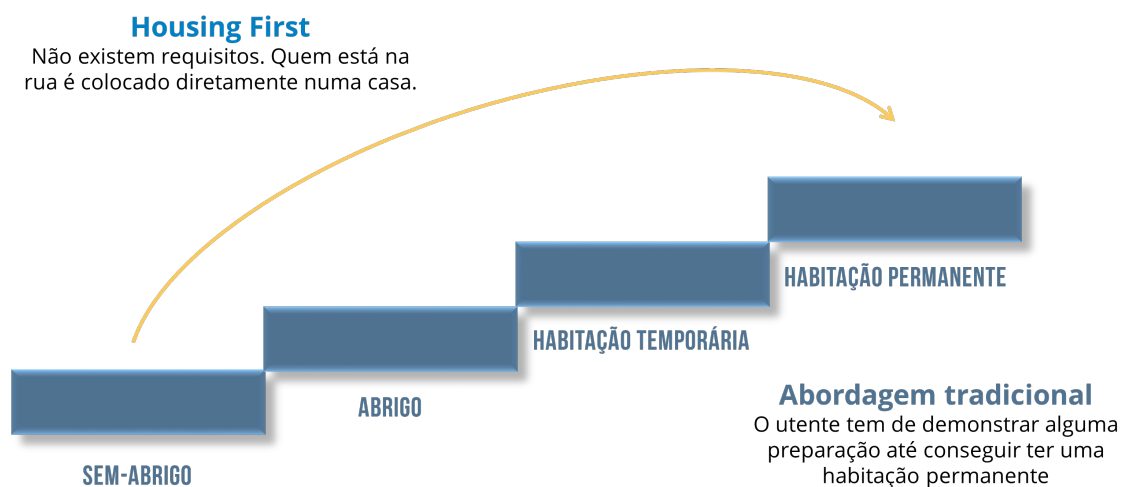 Housing First
Não existem requisitos. Quem está na
rua é colocado diretamente numa casa.
HABITAÇÃO PERMANENTE
HABITAÇÃO TEMPORÁRIA
ABRIGO
SEM-ABRIGO
Abordagem tradicional
O utente tem de demonstrar alguma
preparação até conseguir ter uma
habitação permanente